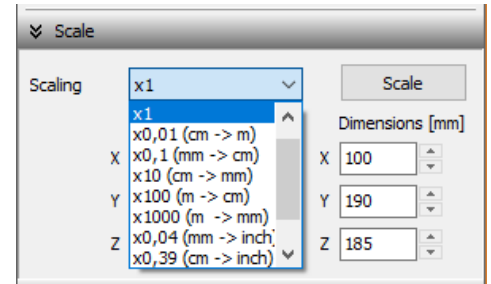 Scale
Scaling x1 Scale
x1
x0,01 (cm -> m) Dimensions [mm]
x0,1 (mm -> cm)
X x10 (cm -> mm) X 100
x100 (m -> cm)
Y x1000 (m -> mm) Y 190
x0,04 (mm -> inch)
Z x0,39 (cm -> inch) Z 185